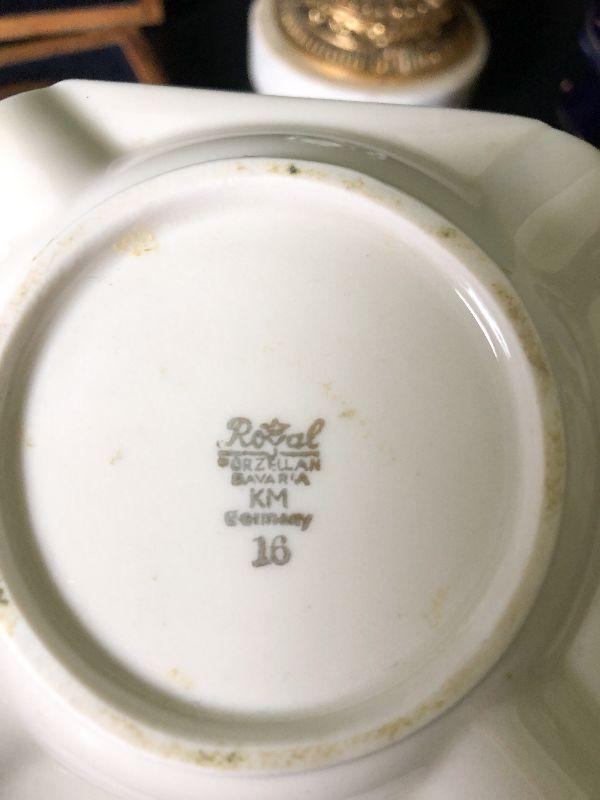 Royal
PORZELLAN
BAVARIA
KM
Germany
16